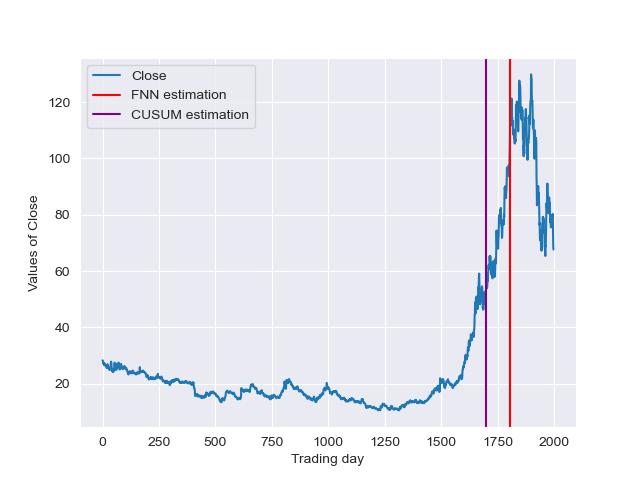 Close
FNN estimation
CUSUM estimation
120
100
80
60
40
20
Values of Close
0 250 500 750 1000 1250 1500 1750 2000
Trading day